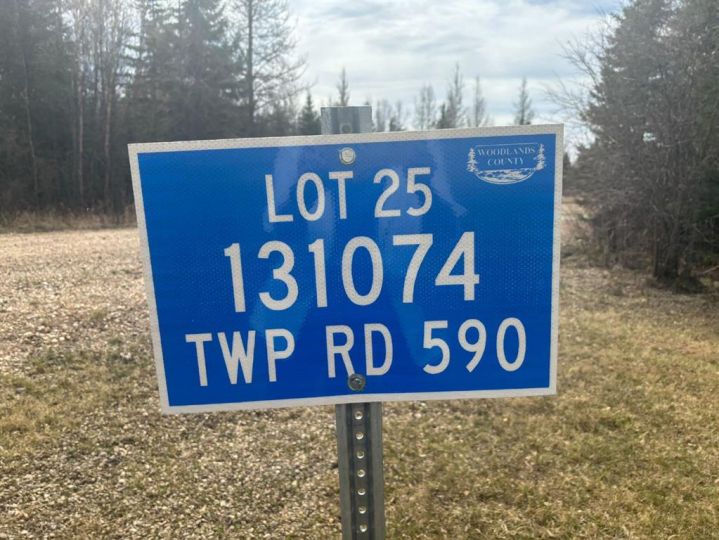 WOODLANDS
COUNTY
LOT 25
131074
TWP RD 590